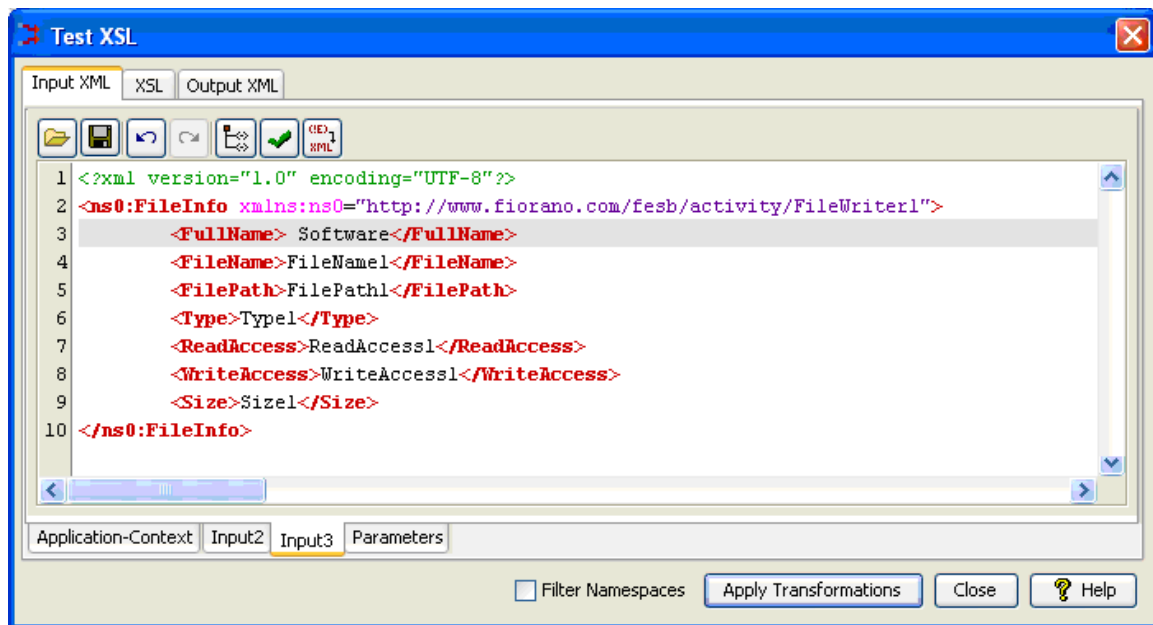 Test XSL
Input XML XSL Output XML
(IE) XML
1 <?xml version="1.0" encoding="UTF-8"?>
2 <ns0:FileInfo xmlns:ns0="http://www.fiorano.com/fesb/activity/FileWriter1">
3 <FullName> Software</FullName>
4 <FileName>FileName1</FileName>
5 <FilePath>FilePath1</FilePath>
6 <Type>Type1</Type>
7 <ReadAccess>ReadAccess1</ReadAccess>
8 <WriteAccess>WriteAccess1</WriteAccess>
9 <Size>Size1</Size>
10 </ns0:FileInfo>
Application-Context Input2 Input3 Parameters
Filter Namespaces Apply Transformations Close Help